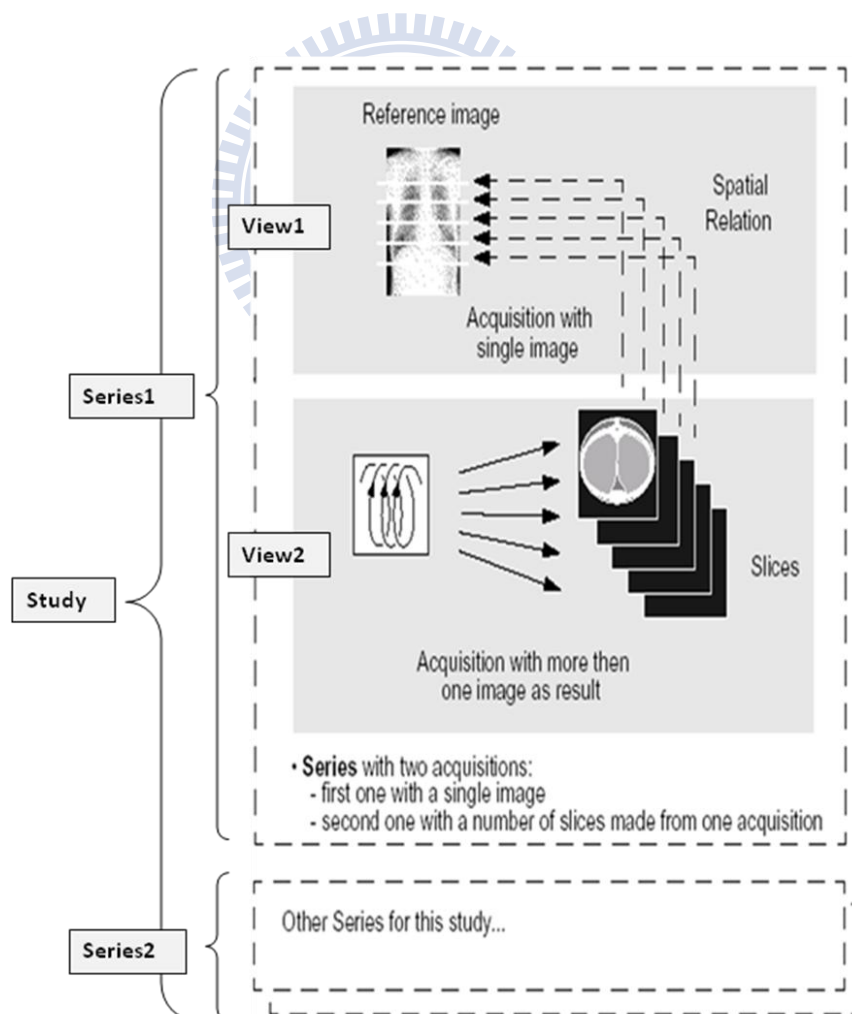 Reference image
Spatial
Relation
View1
Acquisition with
single image
Series1
View2
Slices
Study
Acquisition with more then
one image as result
• Series with two acquisitions:
- first one with a single image
- second one with a number of slices made from one acquisition
Other Series for this study...
Series2